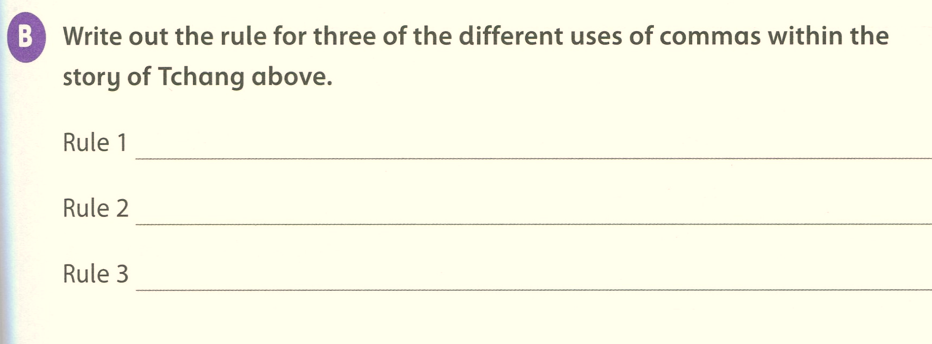 B Write out the rule for three of the different uses of commas within the
story of Tchang above.
Rule 1
Rule 2
Rule 3